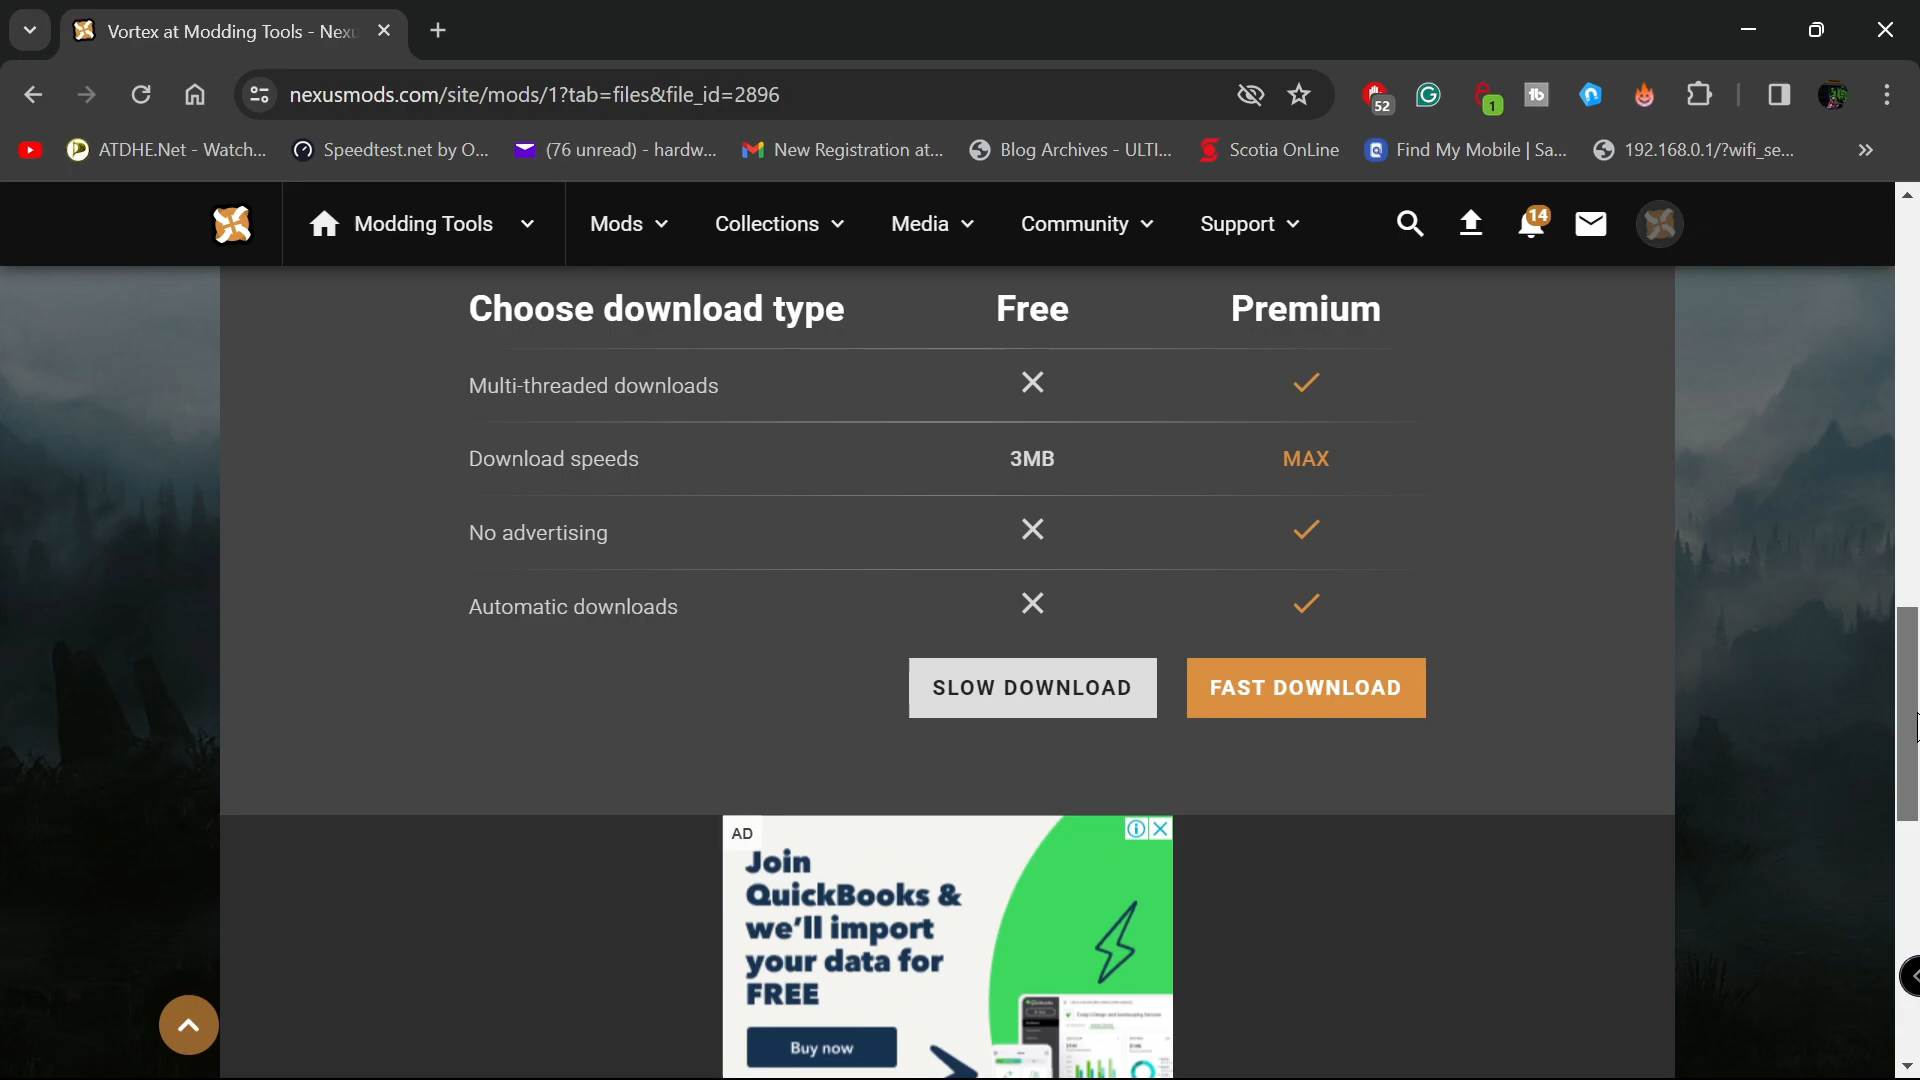 Vortex at Modding Tools - Nexu
nexusmods.com/site/mods/1?tab=files&file_id=2896
52
1
ATDHE.Net - Watch...
Speedtest.net by O...
(76 unread) - hardw...
New Registration at...
Blog Archives - ULTI...
Scotia OnLine
Find My Mobile | Sa...
192.168.0.1/?wifi_se...
Modding Tools
Mods
Collections
Media
Community
Support
14
Choose download type Free Premium
Multi-threaded downloads
Download speeds 3MB MAX
No advertising
Automatic downloads
SLOW DOWNLOAD FAST DOWNLOAD
AD
Join
QuickBooks &
we'll import
your data for
FREE
Buy now